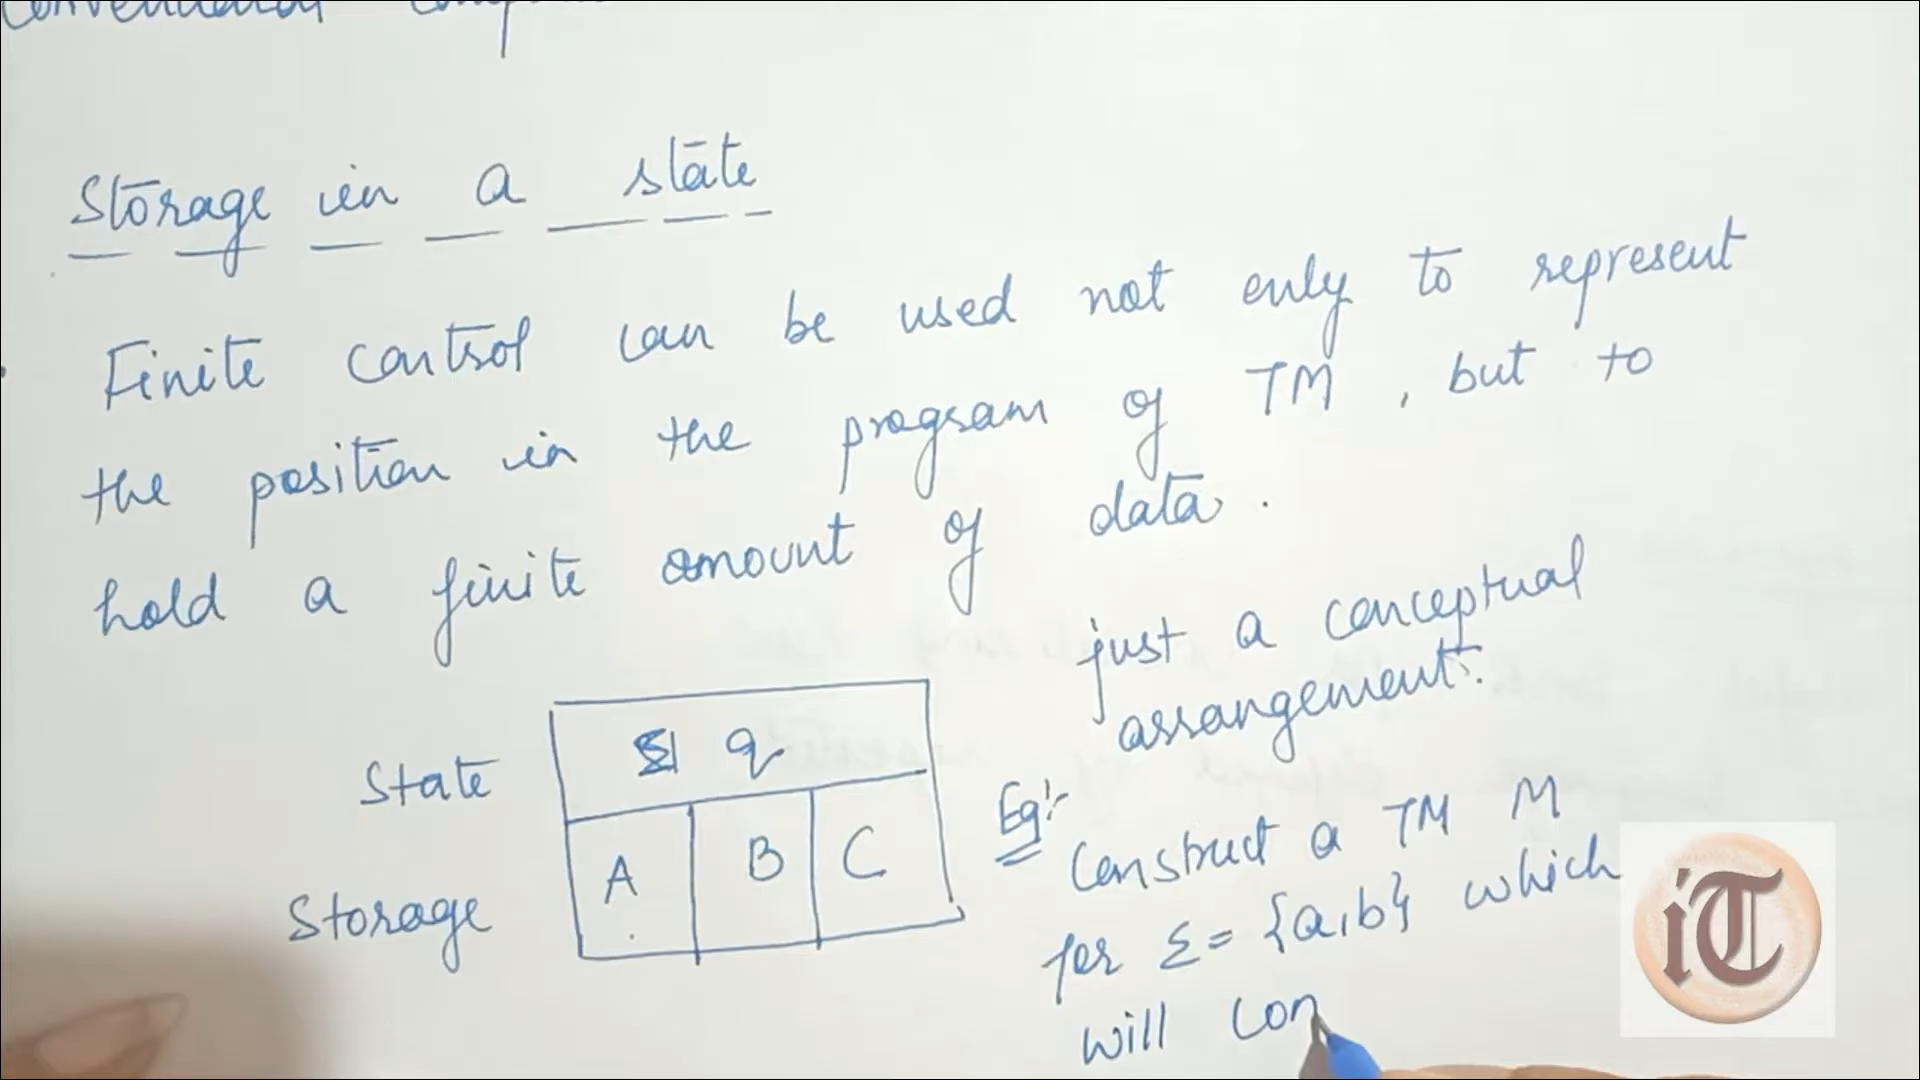 Storage in a state
Finite control can be used not only to represent
the position in the program of TM, but to
hold a finite amount of data.
just a conceptual
arrangement.
State q
Storage A B C
Eg:-
Construct a TM M
for Σ = {a,b} which
will con
iT